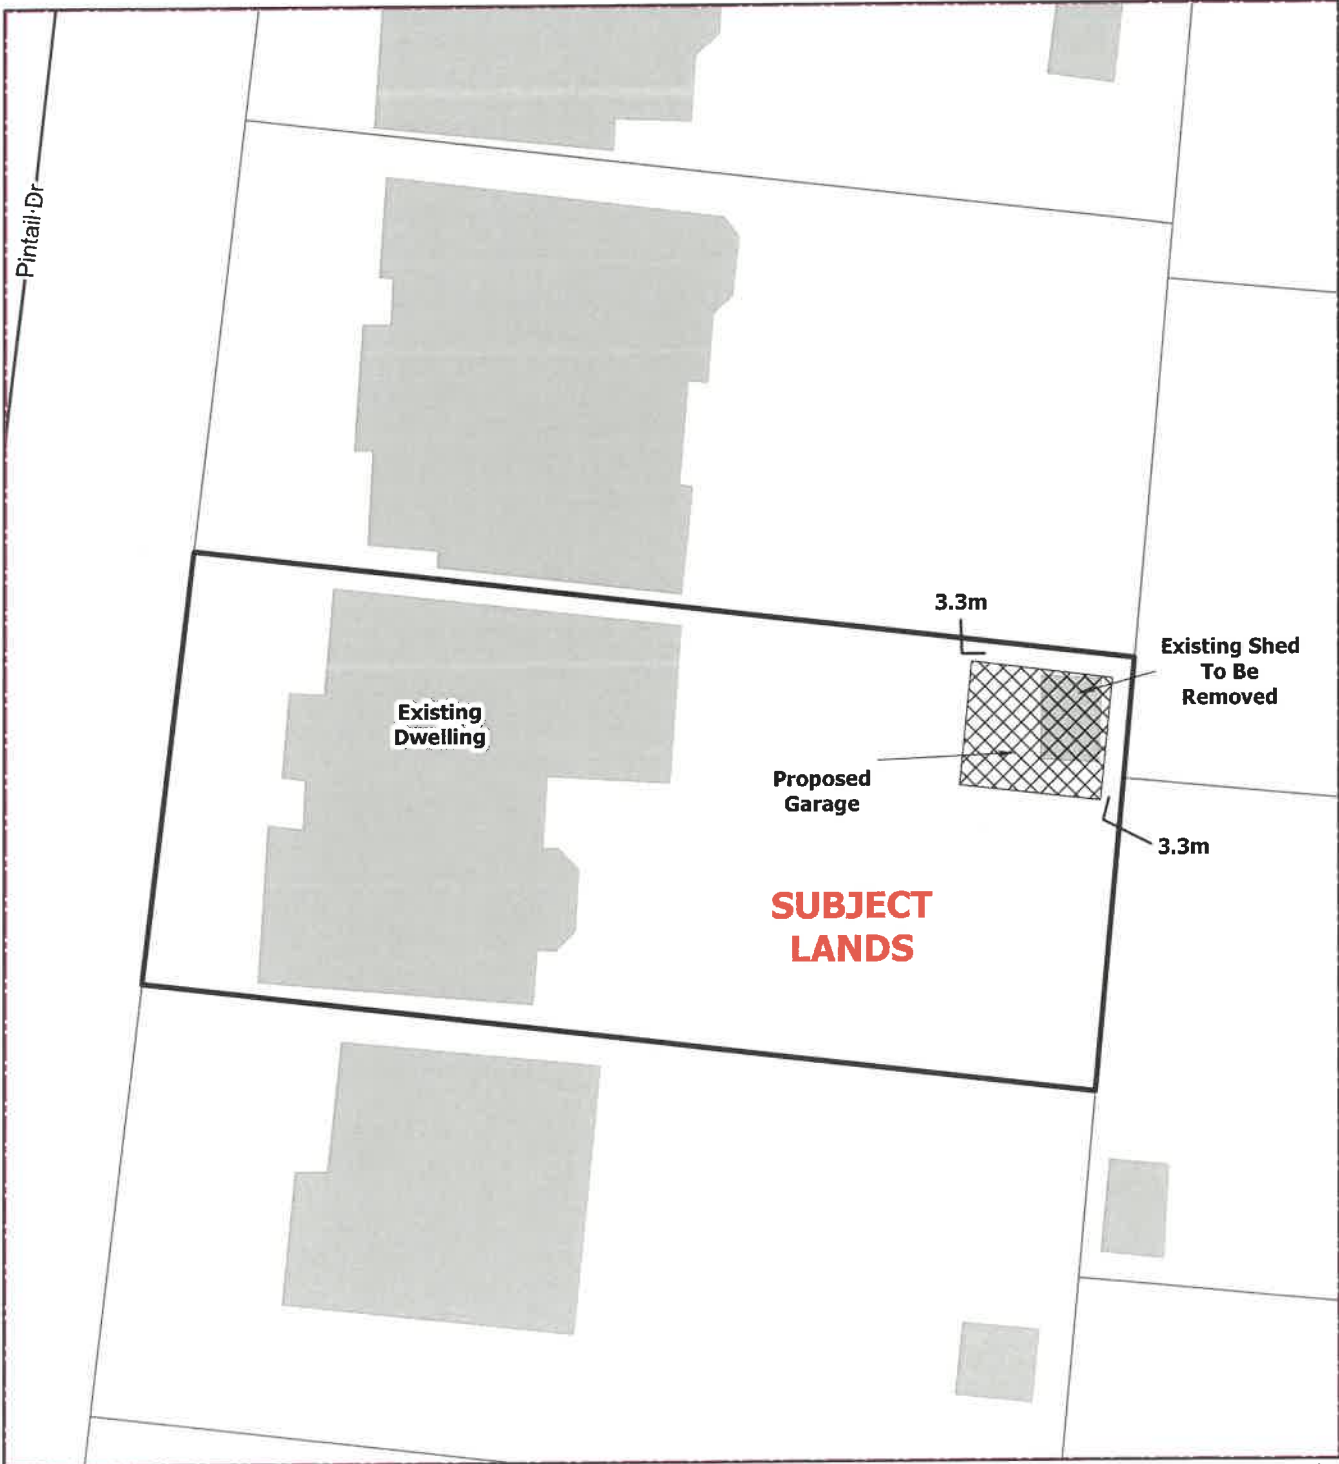 Pintail Dr
3.3m
Existing Shed
To Be
Removed
Existing
Dwelling
Proposed
Garage
3.3m
SUBJECT
LANDS